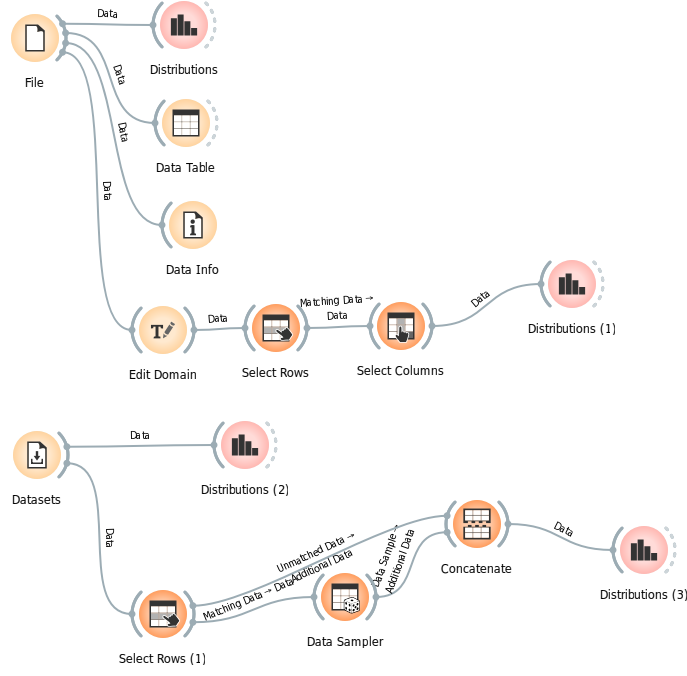 Data
File
Distributions
Data
Data Table
Data
Data Info
Data
Edit Domain
Data
Select Rows
Matching Data →
Data
Select Columns
Data
Distributions (1)
Datasets
Data
Distributions (2)
Data
Select Rows (1)
Unmatched Data →
Additional Data
Matching Data → Data
Data Sampler
Data Sample →
Additional Data
Concatenate
Data
Distributions (3)